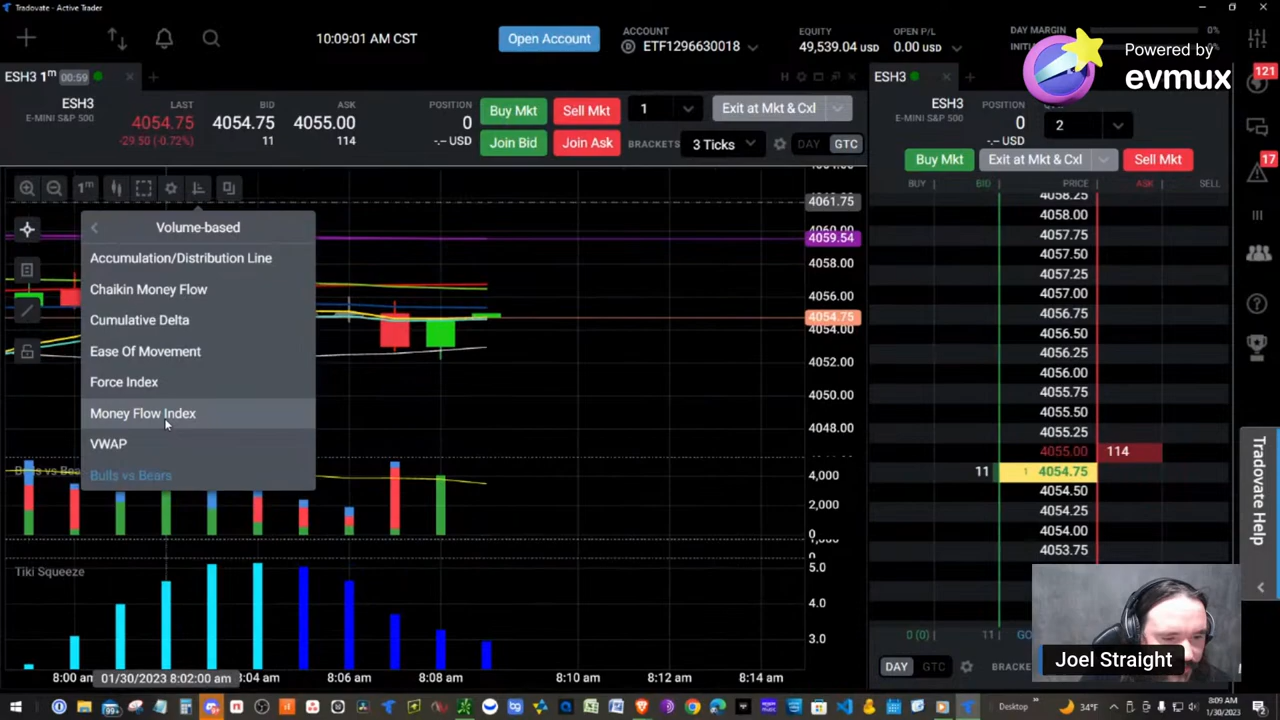 Tradovate - Active Trader
10:09:01 AM CST
Open Account
ACCOUNT
ETF1296630018
EQUITY
49,539.04 USD
OPEN P/L
0.00 USD
DAY MARGIN
0%
0%
Powered by
evmux
121
17
ESH3 1m 00:59
ESH3
E-MINI S&P 500
LAST
4054.75
-29.50 (-0.72%)
BID
4054.75
11
ASK
4055.00
114
POSITION
0
-.-- USD
Buy Mkt
Sell Mkt
1
Exit at Mkt & Cxl
Join Bid
Join Ask
BRACKETS
3 Ticks
DAY
GTC
1m
Volume-based
Accumulation/Distribution Line
Chaikin Money Flow
Cumulative Delta
Ease Of Movement
Force Index
Money Flow Index
VWAP
Bulls vs Bears
4061.75
4059.54
4058.00
4056.00
4054.75
4054.00
4052.00
4050.00
4048.00
4,000
2,000
0
Tiki Squeeze
5.0
4.0
3.0
8:00 am
01/30/2023 8:02:00 am
8:04 am
8:06 am
8:08 am
8:10 am
8:12 am
8:14 am
ESH3
ESH3
E-MINI S&P 500
POSITION
0
-.-- USD
2
Buy Mkt
Exit at Mkt & Cxl
Sell Mkt
BUY
BID
PRICE
ASK
SELL
4058.25
4058.00
4057.75
4057.50
4057.25
4057.00
4056.75
4056.50
4056.25
4056.00
4055.75
4055.50
4055.25
4055.00 114
11 1 4054.75
4054.50
4054.25
4054.00
4053.75
0 (0)
11
DAY
GTC
Tradovate Help
Joel Straight
99+
Desktop
34°F
8:09 AM
1/30/2023